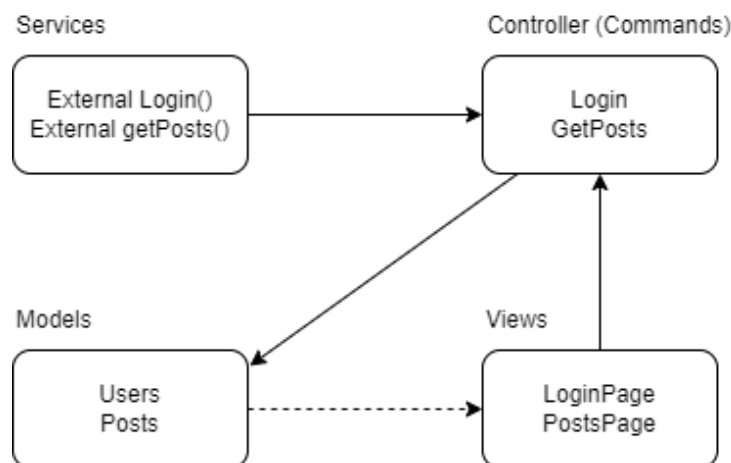 Services
Controller (Commands)
External Login()
External getPosts()
Login
GetPosts
Models
Views
Users
Posts
LoginPage
PostsPage